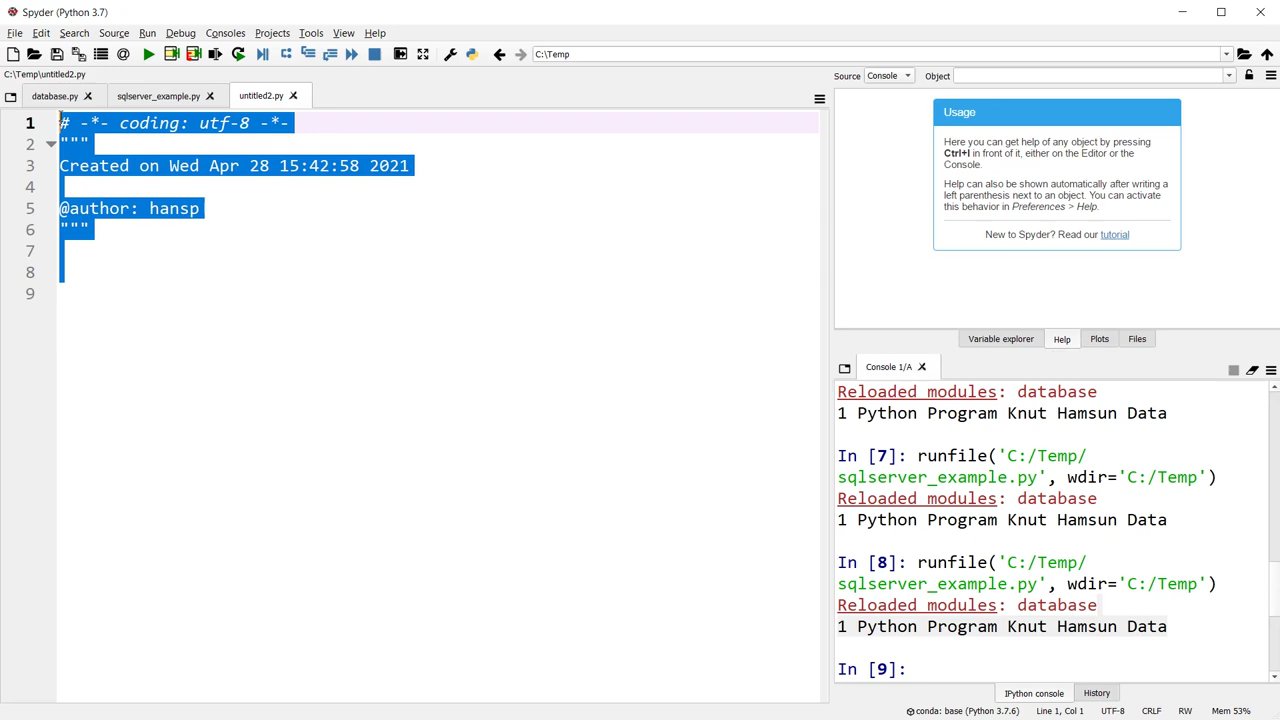 Spyder (Python 3.7)
File Edit Search Source Run Debug Consoles Projects Tools View Help
C:\Temp
C:\Temp\untitled2.py
database.py sqlserver_example.py untitled2.py
1 # -*- coding: utf-8 -*-
2 """
3 Created on Wed Apr 28 15:42:58 2021
4
5 @author: hansp
6 """
7
8
9
Source Console Object
Usage
Here you can get help of any object by pressing
Ctrl+I in front of it, either on the Editor or the
Console.
Help can also be shown automatically after writing a
left parenthesis next to an object. You can activate
this behavior in Preferences > Help.
New to Spyder? Read our tutorial
Variable explorer Help Plots Files
Console 1/A
Reloaded modules: database
1 Python Program Knut Hamsun Data
In [7]: runfile('C:/Temp/
sqlserver_example.py', wdir='C:/Temp')
Reloaded modules: database
1 Python Program Knut Hamsun Data
In [8]: runfile('C:/Temp/
sqlserver_example.py', wdir='C:/Temp')
Reloaded modules: database
1 Python Program Knut Hamsun Data
In [9]:
IPython console History
conda: base (Python 3.7.6) Line 1, Col 1 UTF-8 CRLF RW Mem 53%